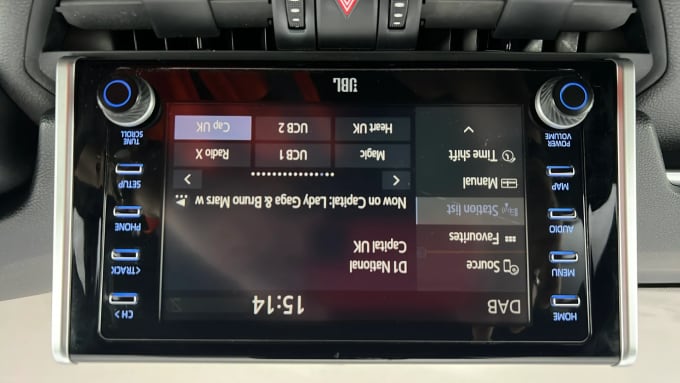 HOME
MENU
AUDIO
MAP
POWER
VOLUME
DAB
15:14
Source
Favourites
Station list
Manual
Time shift
D1 National
Capital UK
Now on Capital: Lady Gaga & Bruno Mars w
Magic
UCB 1
Radio X
Heart UK
UCB 2
Cap UK
CH >
< TRACK
PHONE
SETUP
TUNE
SCROLL
JBL